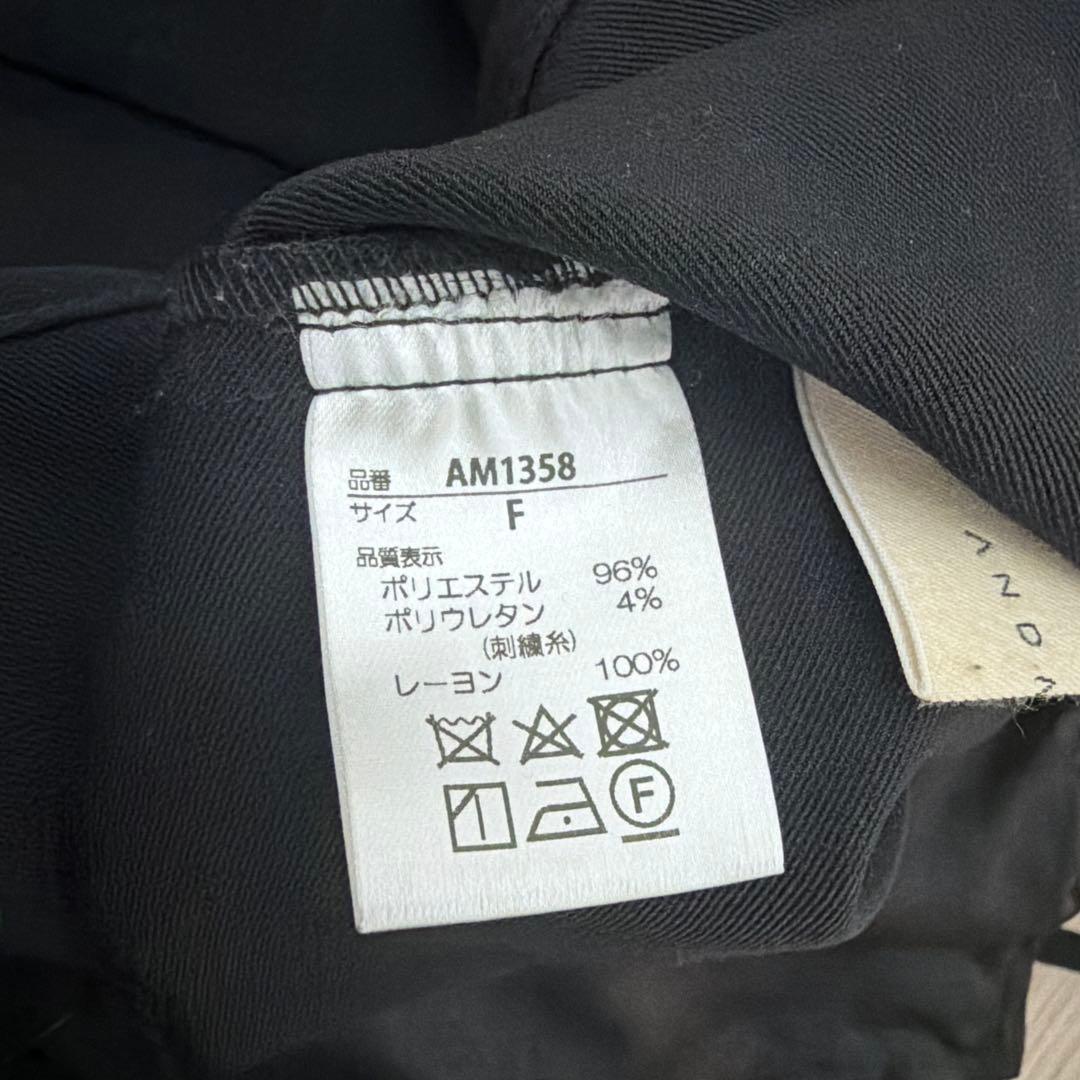 品番 AM1358
サイズ F
品質表示
ポリエステル 96%
ポリウレタン 4%
(刺繍糸)
レーヨン 100%
F